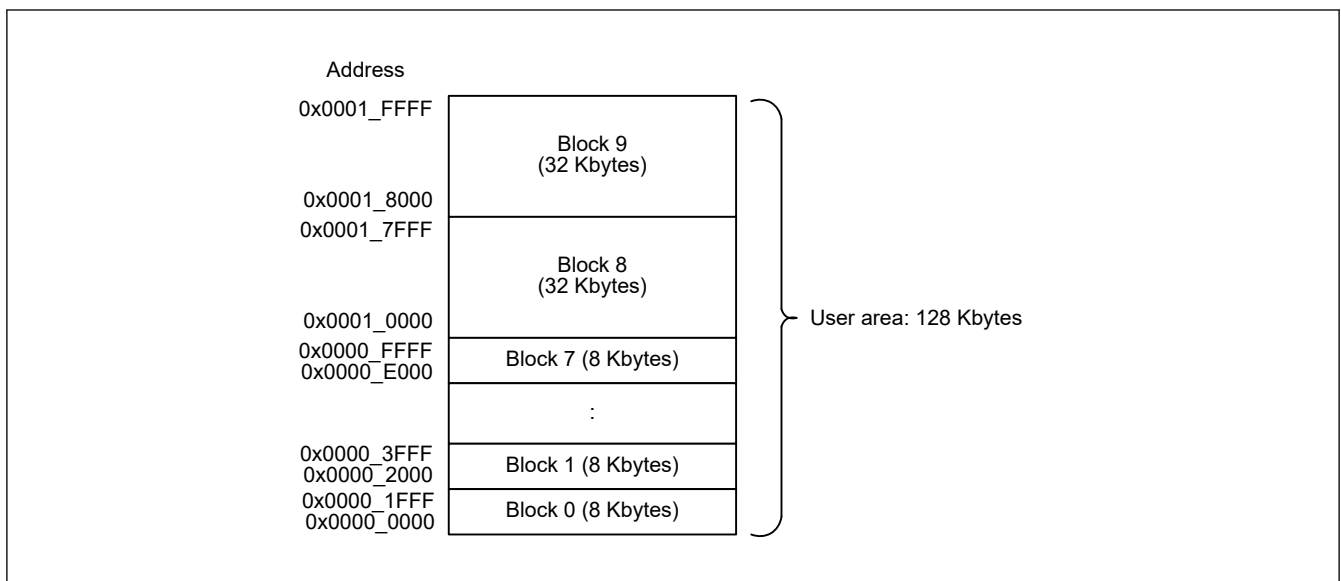 Address
0x0001_FFFF
Block 9
(32 Kbytes)
0x0001_8000
0x0001_7FFF
Block 8
(32 Kbytes)
User area: 128 Kbytes
0x0001_0000
0x0000_FFFF
Block 7 (8 Kbytes)
0x0000_E000
:
0x0000_3FFF
Block 1 (8 Kbytes)
0x0000_2000
0x0000_1FFF
Block 0 (8 Kbytes)
0x0000_0000